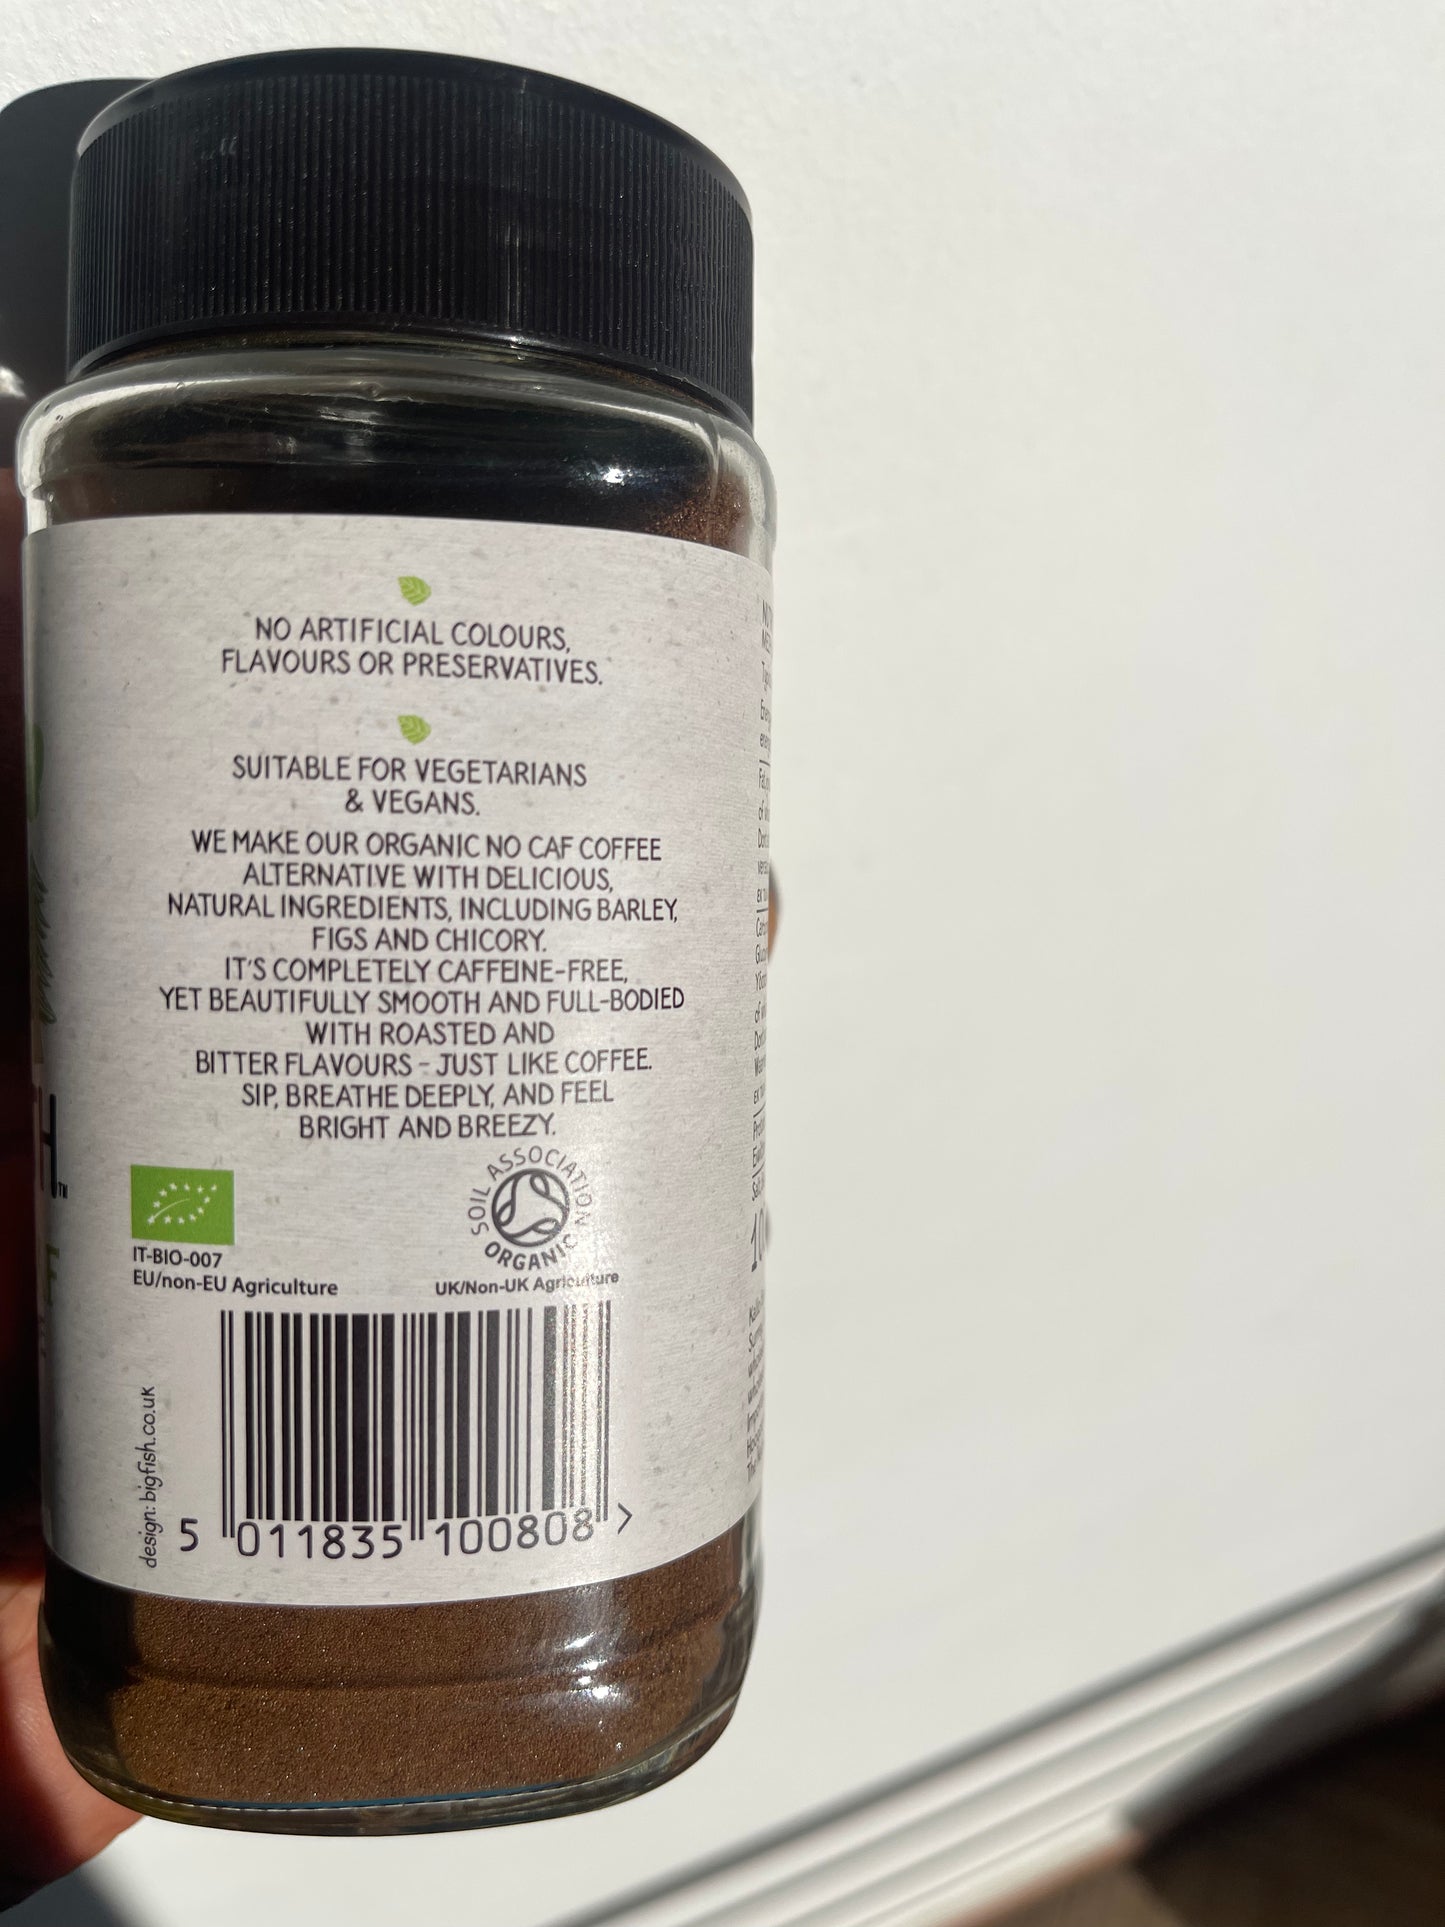 NO ARTIFICIAL COLOURS,
FLAVOURS OR PRESERVATIVES.
SUITABLE FOR VEGETARIANS
& VEGANS.
WE MAKE OUR ORGANIC NO CAF COFFEE
ALTERNATIVE WITH DELICIOUS,
NATURAL INGREDIENTS, INCLUDING BARLEY,
FIGS AND CHICORY.
IT'S COMPLETELY CAFFEINE-FREE,
YET BEAUTIFULLY SMOOTH AND FULL-BODIED
WITH ROASTED AND
BITTER FLAVOURS - JUST LIKE COFFEE.
SIP, BREATHE DEEPLY, AND FEEL
BRIGHT AND BREEZY.
IT-BIO-007
EU/non-EU Agriculture
SOIL ASSOCIATION
ORGANIC
UK/Non-UK Agriculture
design: bigfish.co.uk
5 011835 100808 >